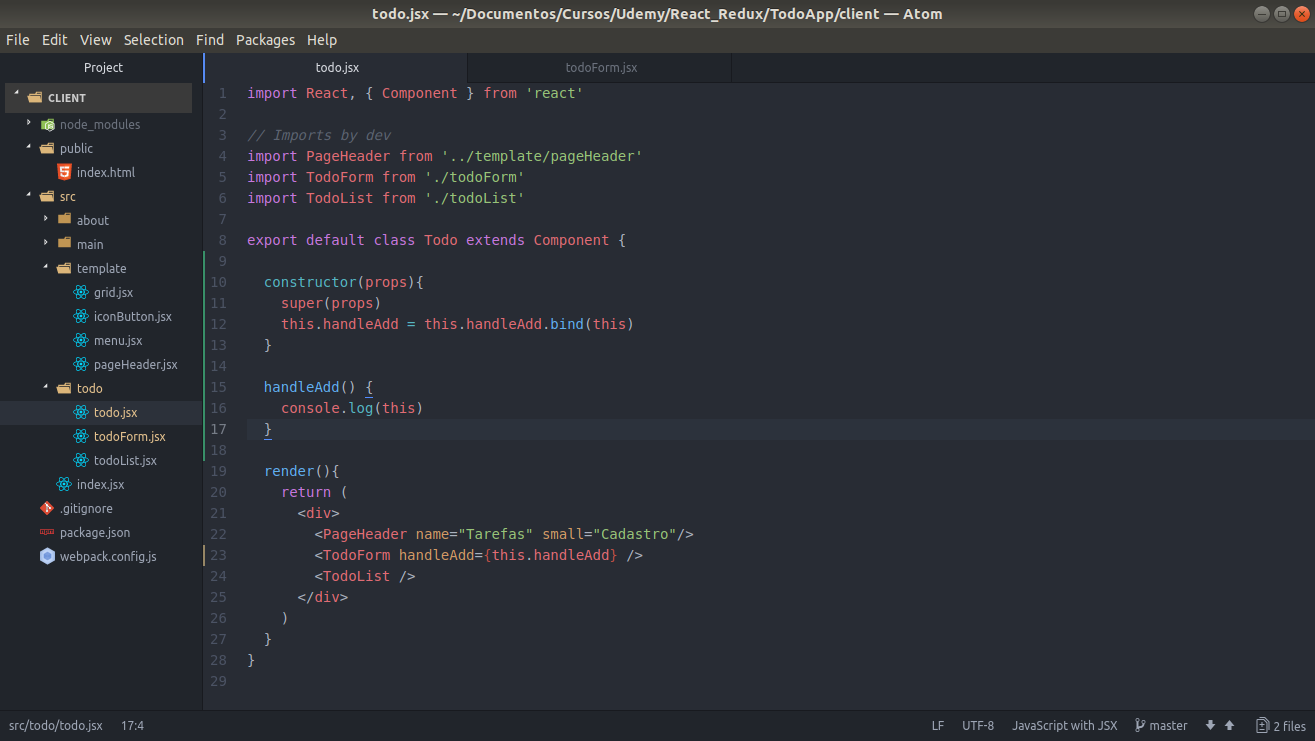 todo.jsx — ~/Documentos/Cursos/Udemy/React_Redux/TodoApp/client — Atom
File Edit View Selection Find Packages Help
Project
CLIENT
node_modules
public
index.html
src
about
main
template
grid.jsx
iconButton.jsx
menu.jsx
pageHeader.jsx
todo
todo.jsx
todoForm.jsx
todoList.jsx
index.jsx
.gitignore
package.json
webpack.config.js
todo.jsx todoForm.jsx
1 import React, { Component } from 'react'
2
3 // Imports by dev
4 import PageHeader from '../template/pageHeader'
5 import TodoForm from './todoForm'
6 import TodoList from './todoList'
7
8 export default class Todo extends Component {
9
10   constructor(props){
11     super(props)
12     this.handleAdd = this.handleAdd.bind(this)
13   }
14
15   handleAdd() {
16     console.log(this)
17   }
18
19   render(){
20     return (
21       <div>
22         <PageHeader name="Tarefas" small="Cadastro"/>
23         <TodoForm handleAdd={this.handleAdd} />
24         <TodoList />
25       </div>
26     )
27   }
28 }
29
src/todo/todo.jsx 17:4 LF UTF-8 JavaScript with JSX master 2 files